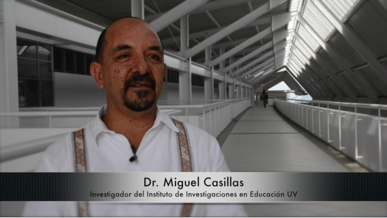 Dr. Miguel Casillas
Investigador del Instituto de Investigaciones en Educación UV